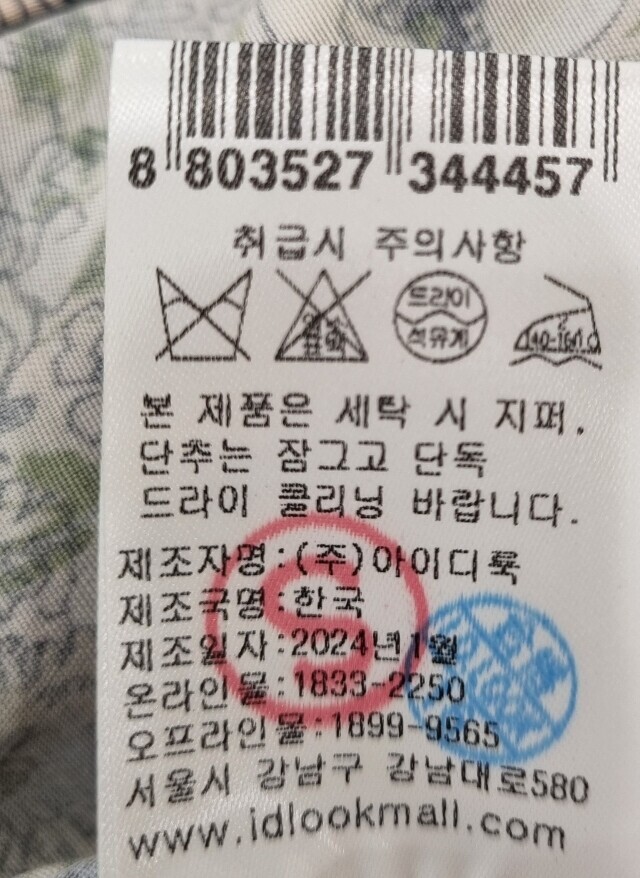 8 803527 344457
취급시 주의사항
드라이
석유계
140-160℃
본 제품은 세탁 시 지퍼.
단추는 잠그고 단독
드라이 클리닝 바랍니다.
제조자명:(주)아이디룩
제조국명:한국
제조일자:2024년1월
온라인몰:1833-2250
오프라인몰:1899-9565
서울시 강남구 강남대로580
www.idlookmall.com
S